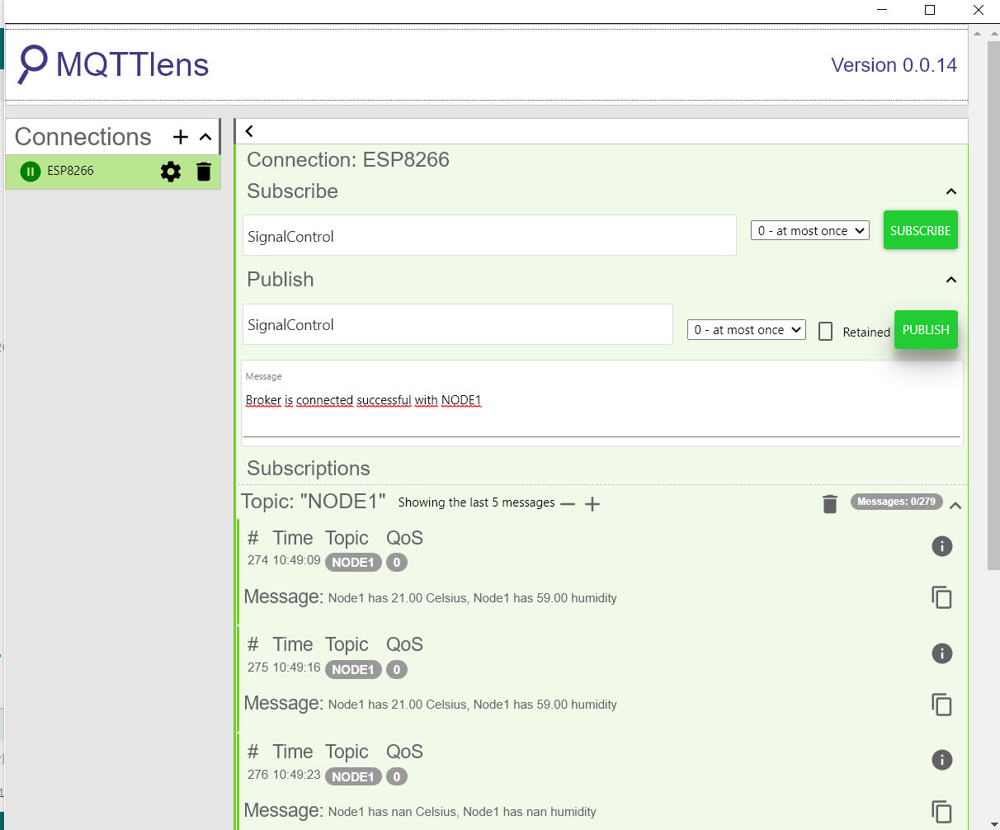 MQTTlens
Version 0.0.14
Connections
ESP8266
Connection: ESP8266
Subscribe
SignalControl
0 - at most once
SUBSCRIBE
Publish
SignalControl
0 - at most once
Retained
PUBLISH
Message
Broker is connected successful with NODE1
Subscriptions
Topic: "NODE1" Showing the last 5 messages
Messages: 0/279
# Time Topic QoS
274 10:49:09 NODE1 0
Message: Node1 has 21.00 Celsius, Node1 has 59.00 humidity
# Time Topic QoS
275 10:49:16 NODE1 0
Message: Node1 has 21.00 Celsius, Node1 has 59.00 humidity
# Time Topic QoS
276 10:49:23 NODE1 0
Message: Node1 has nan Celsius, Node1 has nan humidity